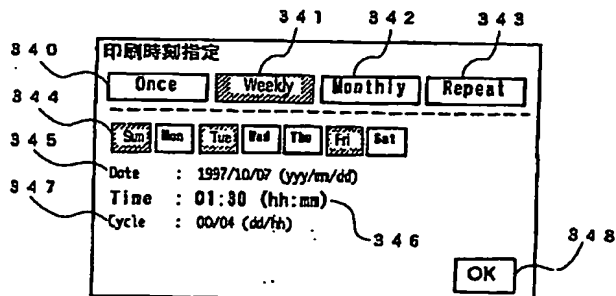 341 342 343
340
印刷時刻指定
Once Weekly Monthly Repeat
344
Sun Mon Tue Wed Thu Fri Sat
345
Date : 1997/10/07 (yyy/mm/dd)
347
Time : 01:30 (hh:mm)
Cycle : 00/04 (dd/hh)
346
348
OK